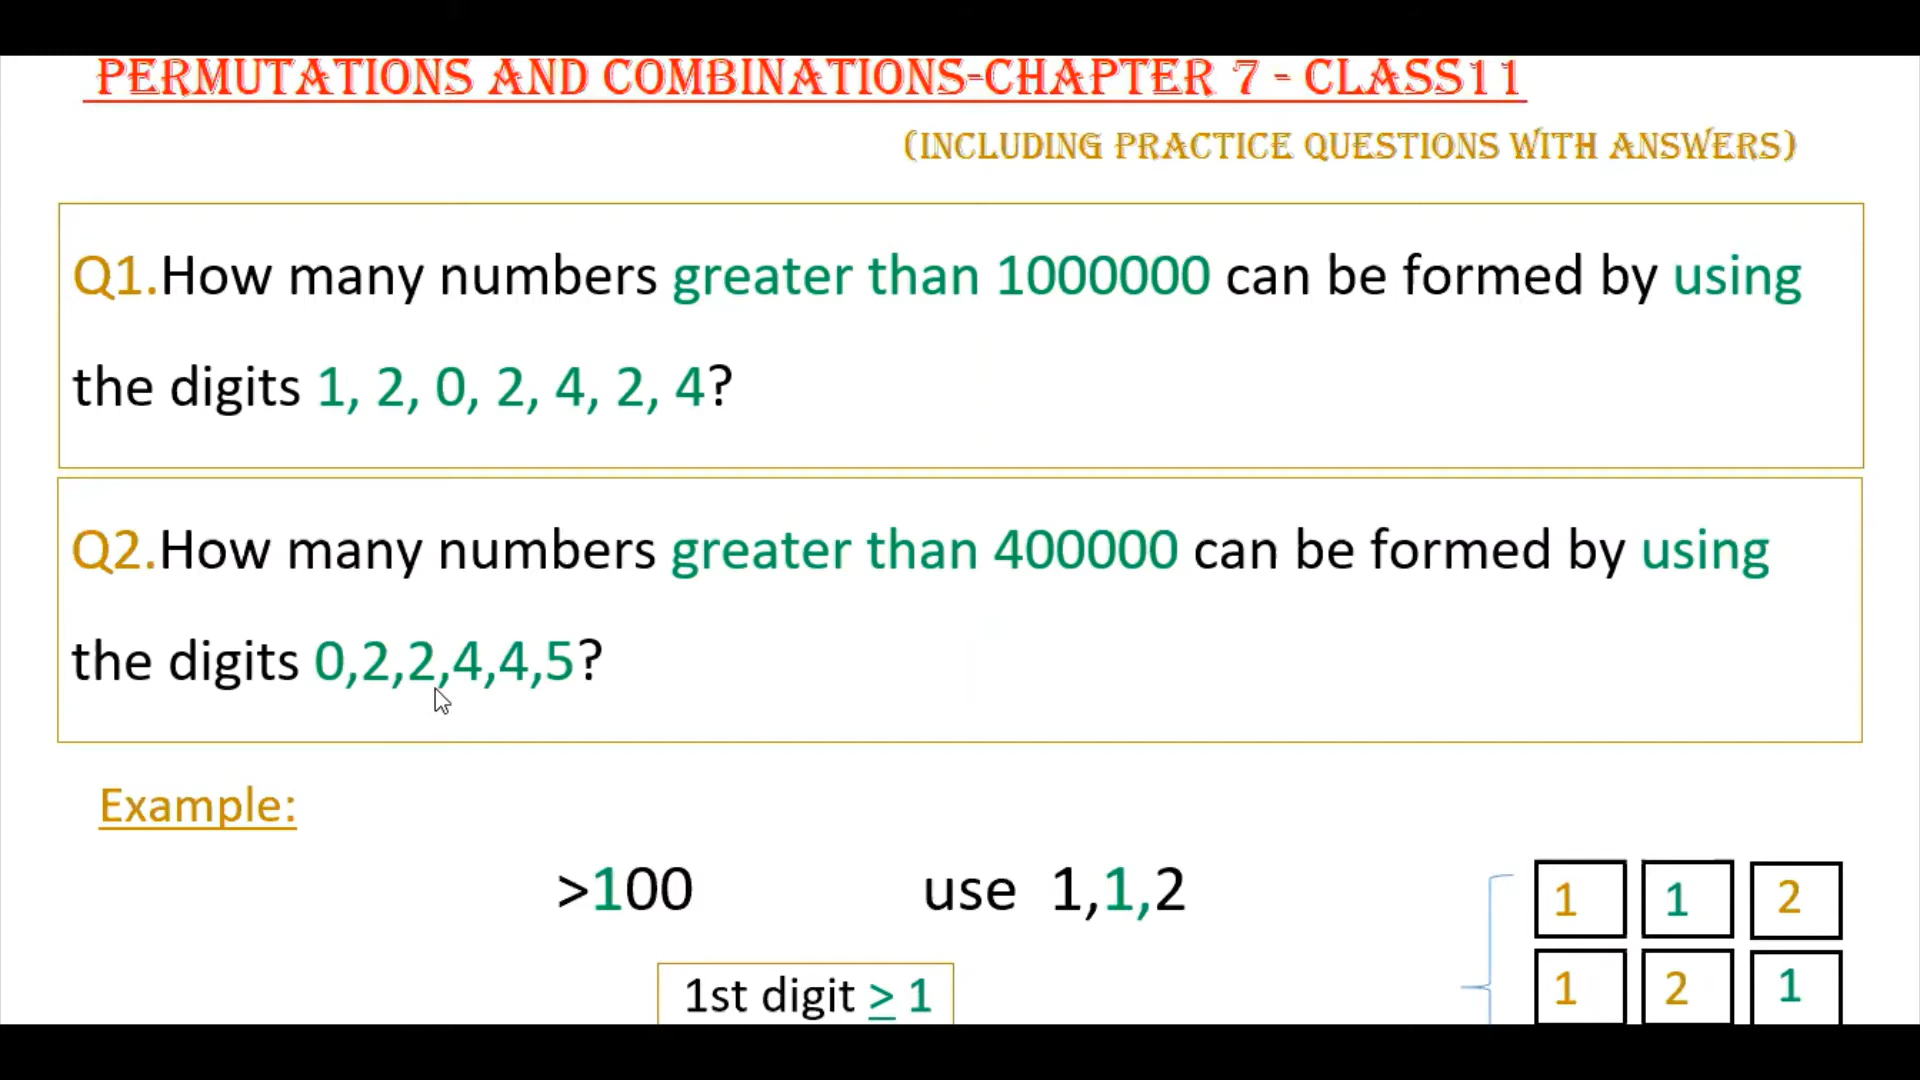 PERMUTATIONS AND COMBINATIONS-CHAPTER 7 - CLASS11
(INCLUDING PRACTICE QUESTIONS WITH ANSWERS)
Q1.How many numbers greater than 1000000 can be formed by using
the digits 1, 2, 0, 2, 4, 2, 4?
Q2.How many numbers greater than 400000 can be formed by using
the digits 0,2,2,4,4,5?
Example:
>100 use 1,1,2
1 1 2
1st digit ≥ 1
1 2 1